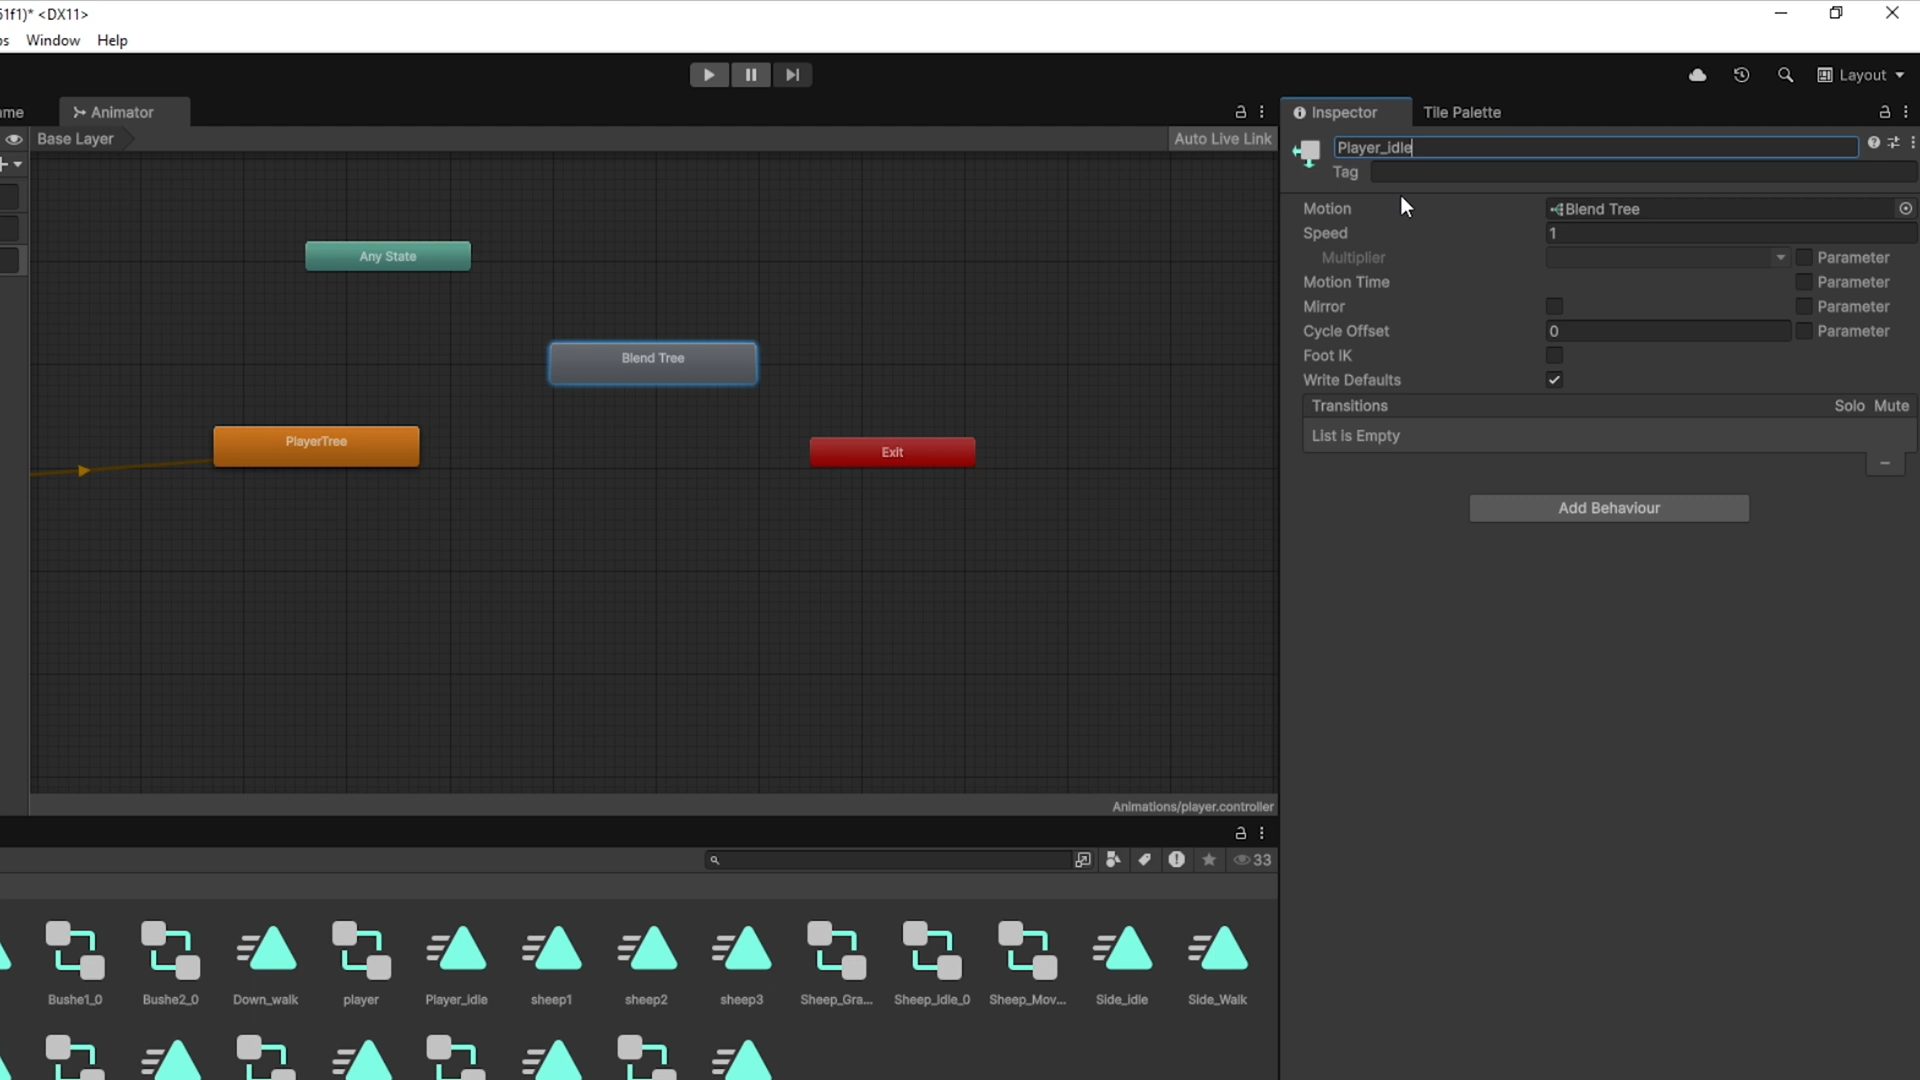 51f1)* <DX11>
Window Help
Layout
Animator
Inspector
Tile Palette
Base Layer
Auto Live Link
Player_idle
Tag
Motion
Blend Tree
Speed
1
Multiplier
Parameter
Motion Time
Parameter
Mirror
Parameter
Cycle Offset
0
Parameter
Foot IK
Write Defaults
Transitions
Solo Mute
List is Empty
Add Behaviour
Any State
Blend Tree
PlayerTree
Exit
Animations/player.controller
33
Bushe1_0
Bushe2_0
Down_walk
player
Player_idle
sheep1
sheep2
sheep3
Sheep_Gra...
Sheep_Idle_0
Sheep_Mov...
Side_idle
Side_Walk